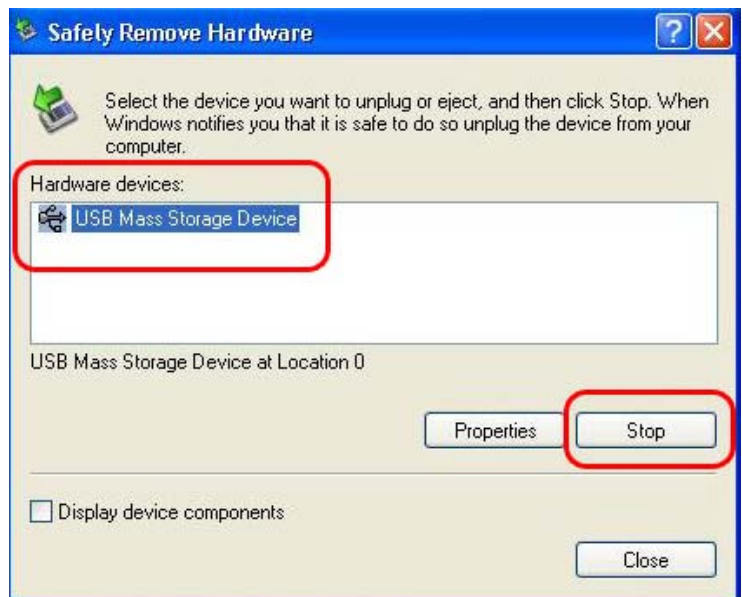 Safely Remove Hardware
Select the device you want to unplug or eject, and then click Stop. When
Windows notifies you that it is safe to do so unplug the device from your
computer.
Hardware devices:
USB Mass Storage Device
USB Mass Storage Device at Location 0
Properties
Stop
Display device components
Close